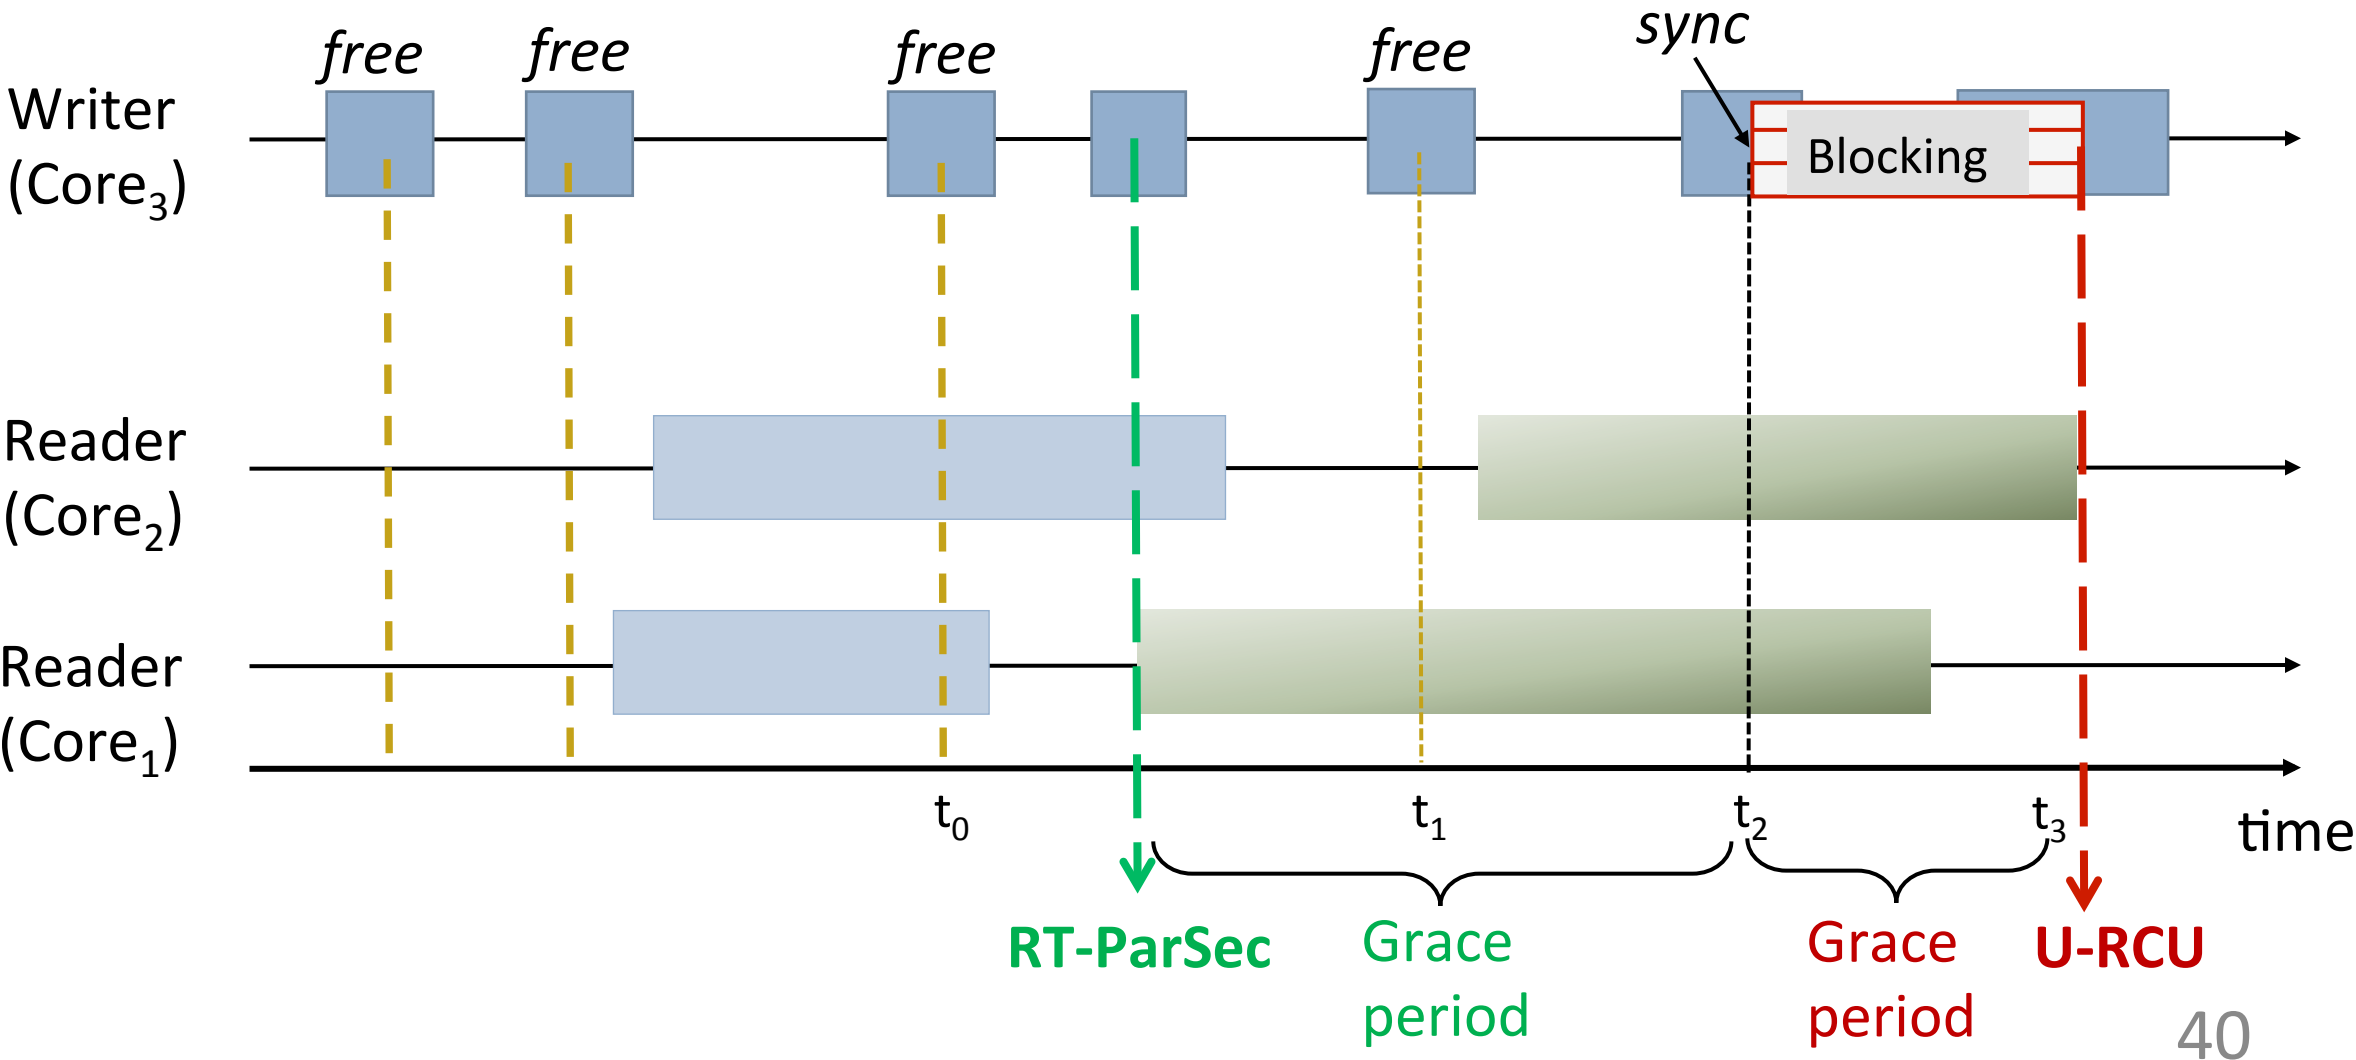 free
free
free
free
sync
Writer
(Core3)
Blocking
Reader
(Core2)
Reader
(Core1)
t0
t1
t2
t3
time
RT-ParSec
Grace
period
Grace
period
U-RCU
40